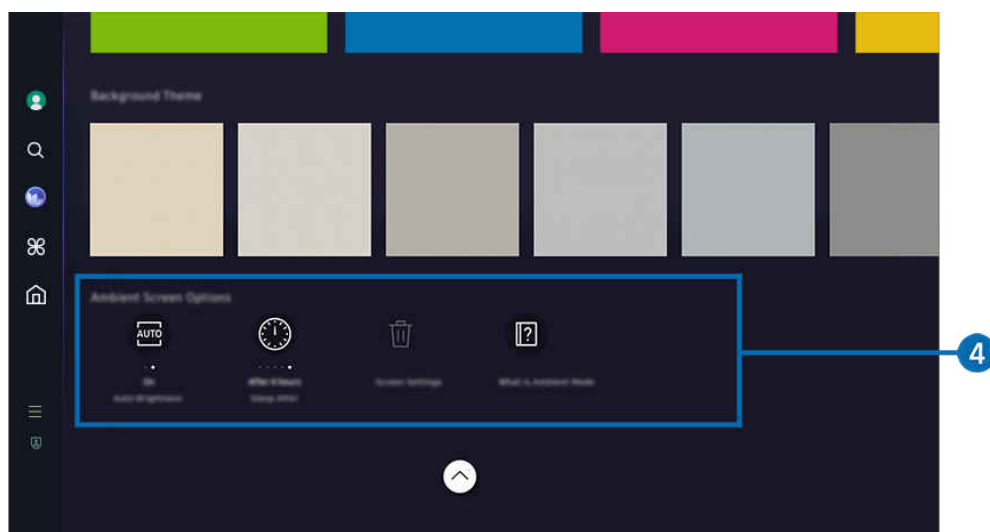 Background Theme
Ambient Screen Options
AUTO
?
On
After 4 hours
Screen Settings
What is Ambient Mode
Auto Brightness
Sleep After
4